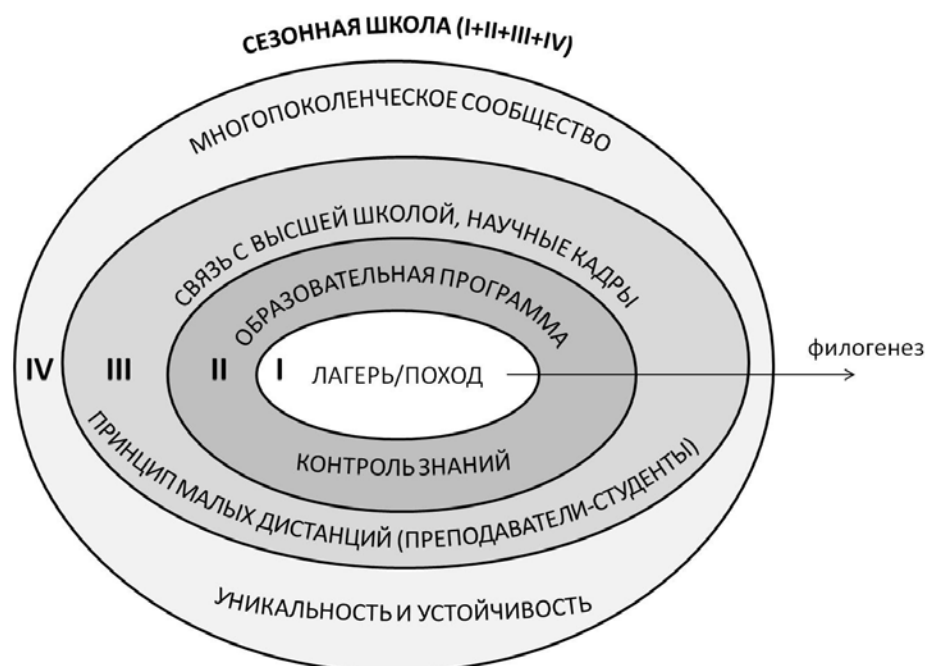 СЕЗОННАЯ ШКОЛА (I+II+III+IV)
МНОГОПОКОЛЕНЧЕСКОЕ СООБЩЕСТВО
СВЯЗЬ С ВЫСШЕЙ ШКОЛОЙ, НАУЧНЫЕ КАДРЫ
ОБРАЗОВАТЕЛЬНАЯ ПРОГРАММА
филогенез
IV III II I ЛАГЕРЬ/ПОХОД
КОНТРОЛЬ ЗНАНИЙ
ПРИНЦИП МАЛЫХ ДИСТАНЦИЙ (ПРЕПОДАВАТЕЛИ-СТУДЕНТЫ)
УНИКАЛЬНОСТЬ И УСТОЙЧИВОСТЬ